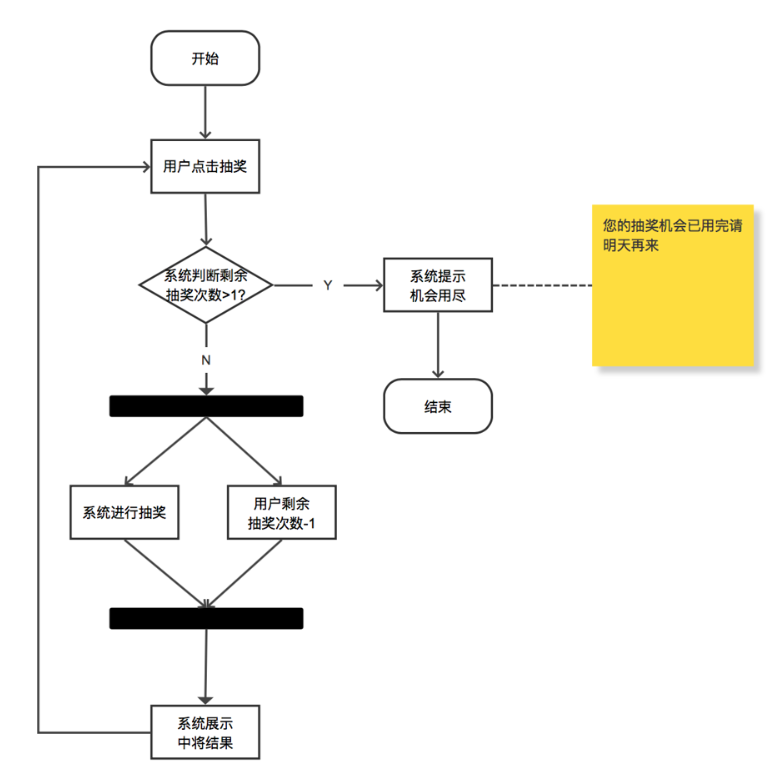 开始
用户点击抽奖
系统判断剩余
抽奖次数>1?
Y
系统提示
机会用尽
您的抽奖机会已用完请
明天再来
N
结束
系统进行抽奖
用户剩余
抽奖次数-1
系统展示
中将结果